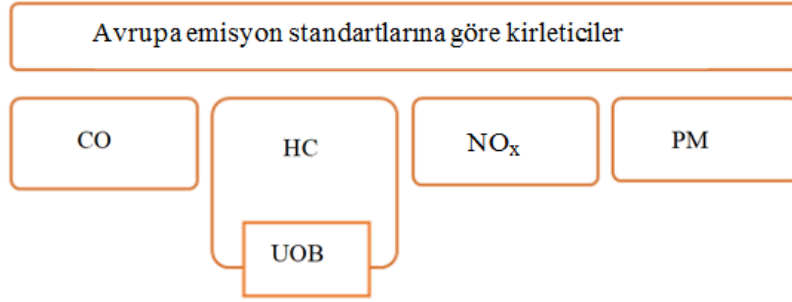 Avrupa emisyon standartlarına göre kirleticiler
CO
HC
NOₓ
PM
UOB